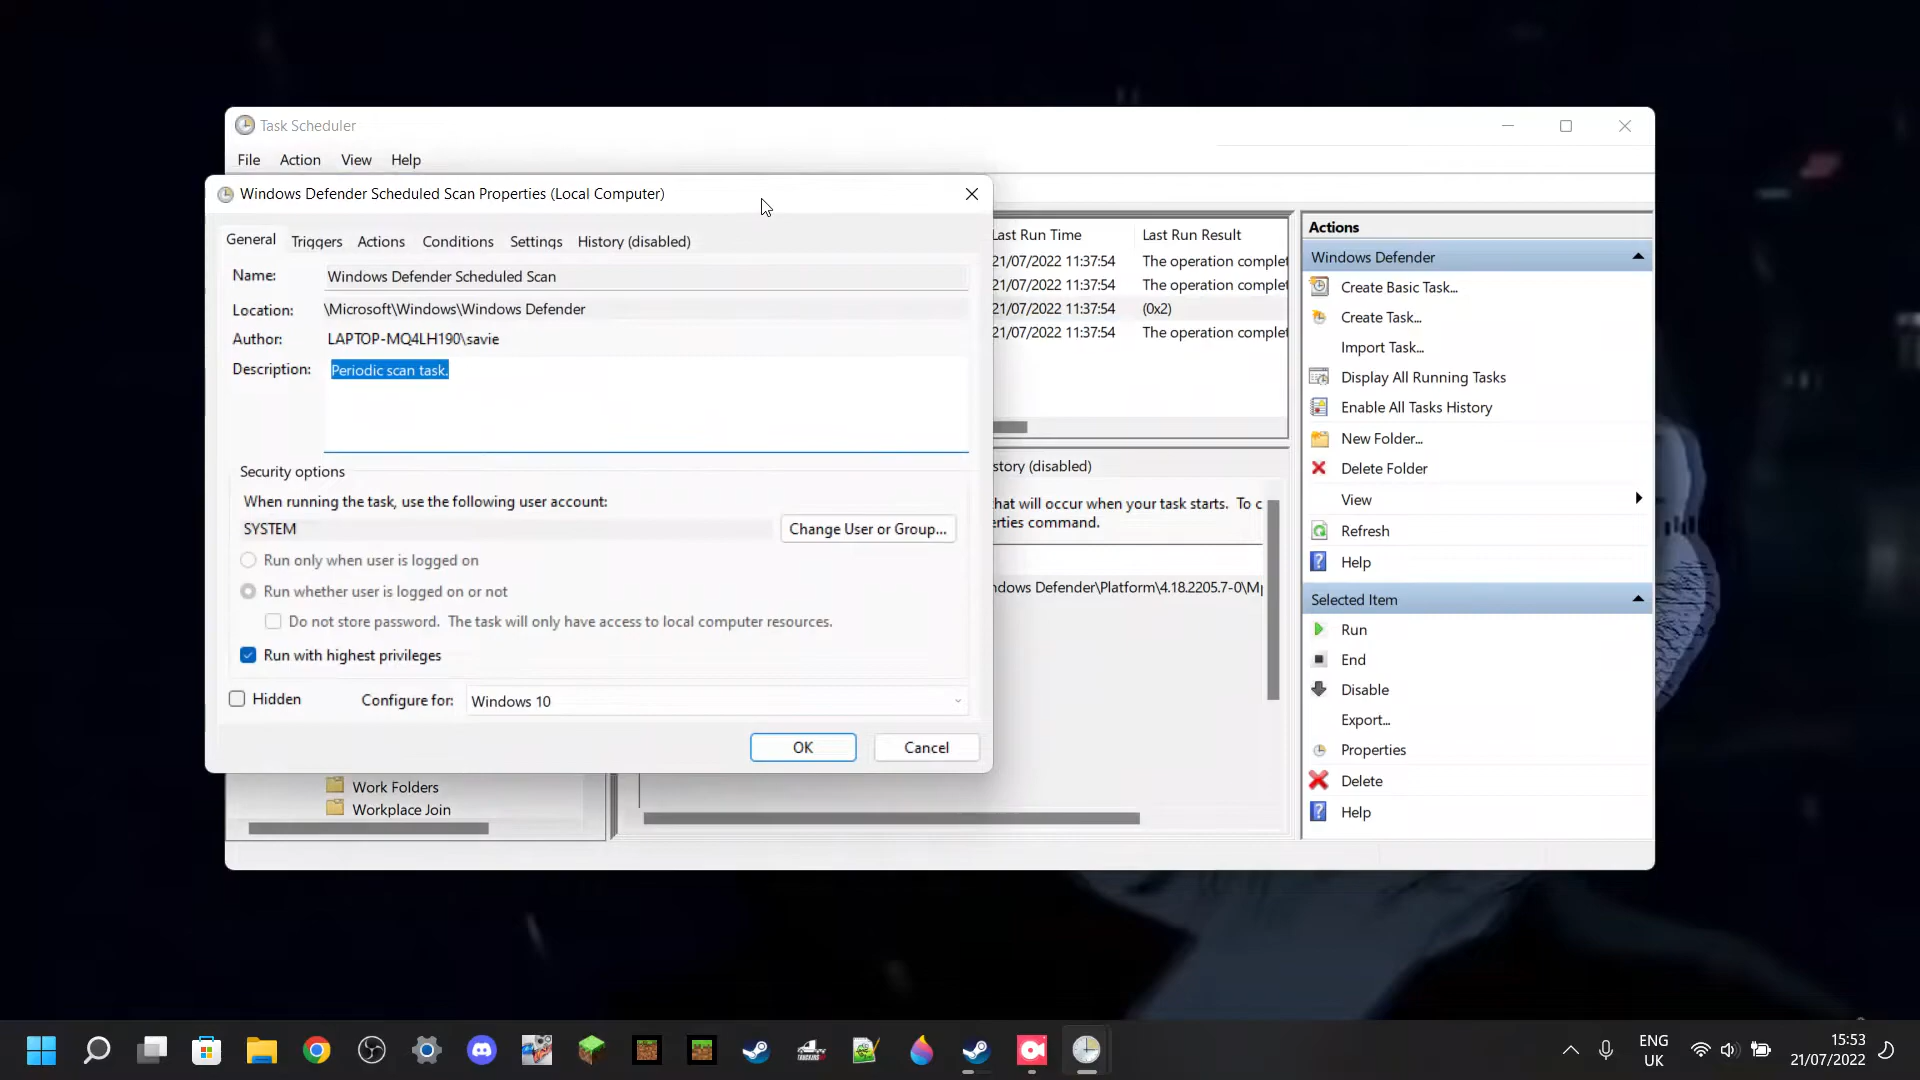 Task Scheduler
File Action View Help
Windows Defender Scheduled Scan Properties (Local Computer)
General Triggers Actions Conditions Settings History (disabled)
Name: Windows Defender Scheduled Scan
Location: \Microsoft\Windows\Windows Defender
Author: LAPTOP-MQ4LH190\savie
Description: Periodic scan task.
Security options
When running the task, use the following user account:
SYSTEM
Change User or Group...
Run only when user is logged on
Run whether user is logged on or not
Do not store password. The task will only have access to local computer resources.
Run with highest privileges
Hidden
Configure for: Windows 10
OK
Cancel
Work Folders
Workplace Join
Last Run Time Last Run Result
21/07/2022 11:37:54 The operation complet
21/07/2022 11:37:54 The operation complet
21/07/2022 11:37:54 (0x2)
21/07/2022 11:37:54 The operation complet
story (disabled)
hat will occur when your task starts. To c
erties command.
ndows Defender\Platform\4.18.2205.7-0\Mp
Actions
Windows Defender
Create Basic Task...
Create Task...
Import Task...
Display All Running Tasks
Enable All Tasks History
New Folder...
Delete Folder
View
Refresh
Help
Selected Item
Run
End
Disable
Export...
Properties
Delete
Help
ENG
UK
15:53
21/07/2022